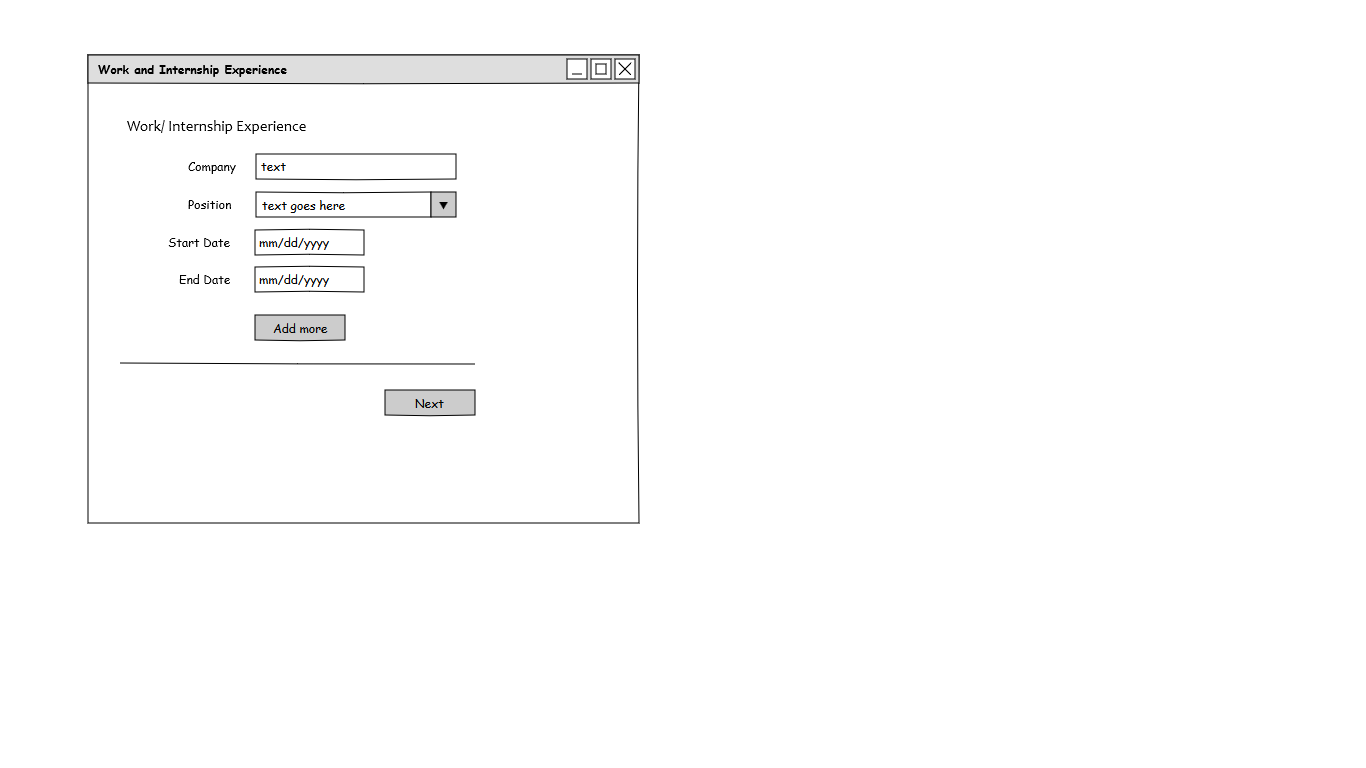 Work and Internship Experience
Work/ Internship Experience
Company text
Position text goes here
Start Date mm/dd/yyyy
End Date mm/dd/yyyy
Add more
Next